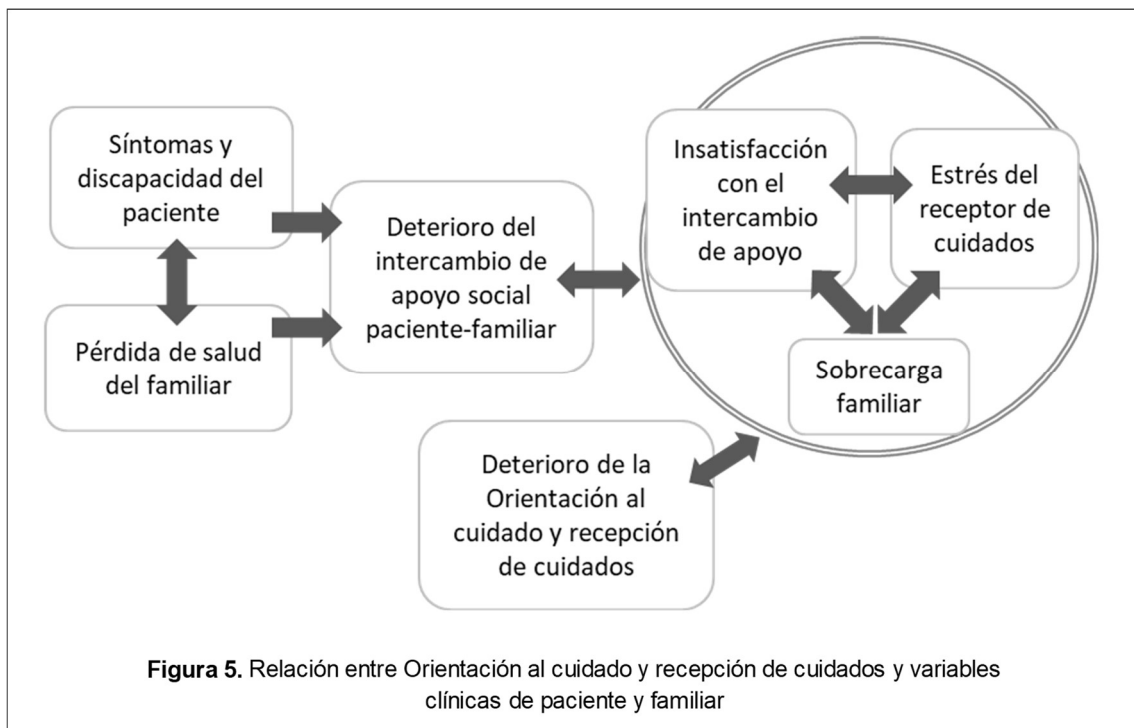 Síntomas y
discapacidad del
paciente
Pérdida de salud
del familiar
Deterioro del
intercambio de
apoyo social
paciente-familiar
Insatisfacción
con el
intercambio
de apoyo
Estrés del
receptor de
cuidados
Sobrecarga
familiar
Deterioro de la
Orientación al
cuidado y recepción
de cuidados
Figura 5. Relación entre Orientación al cuidado y recepción de cuidados y variables
clínicas de paciente y familiar